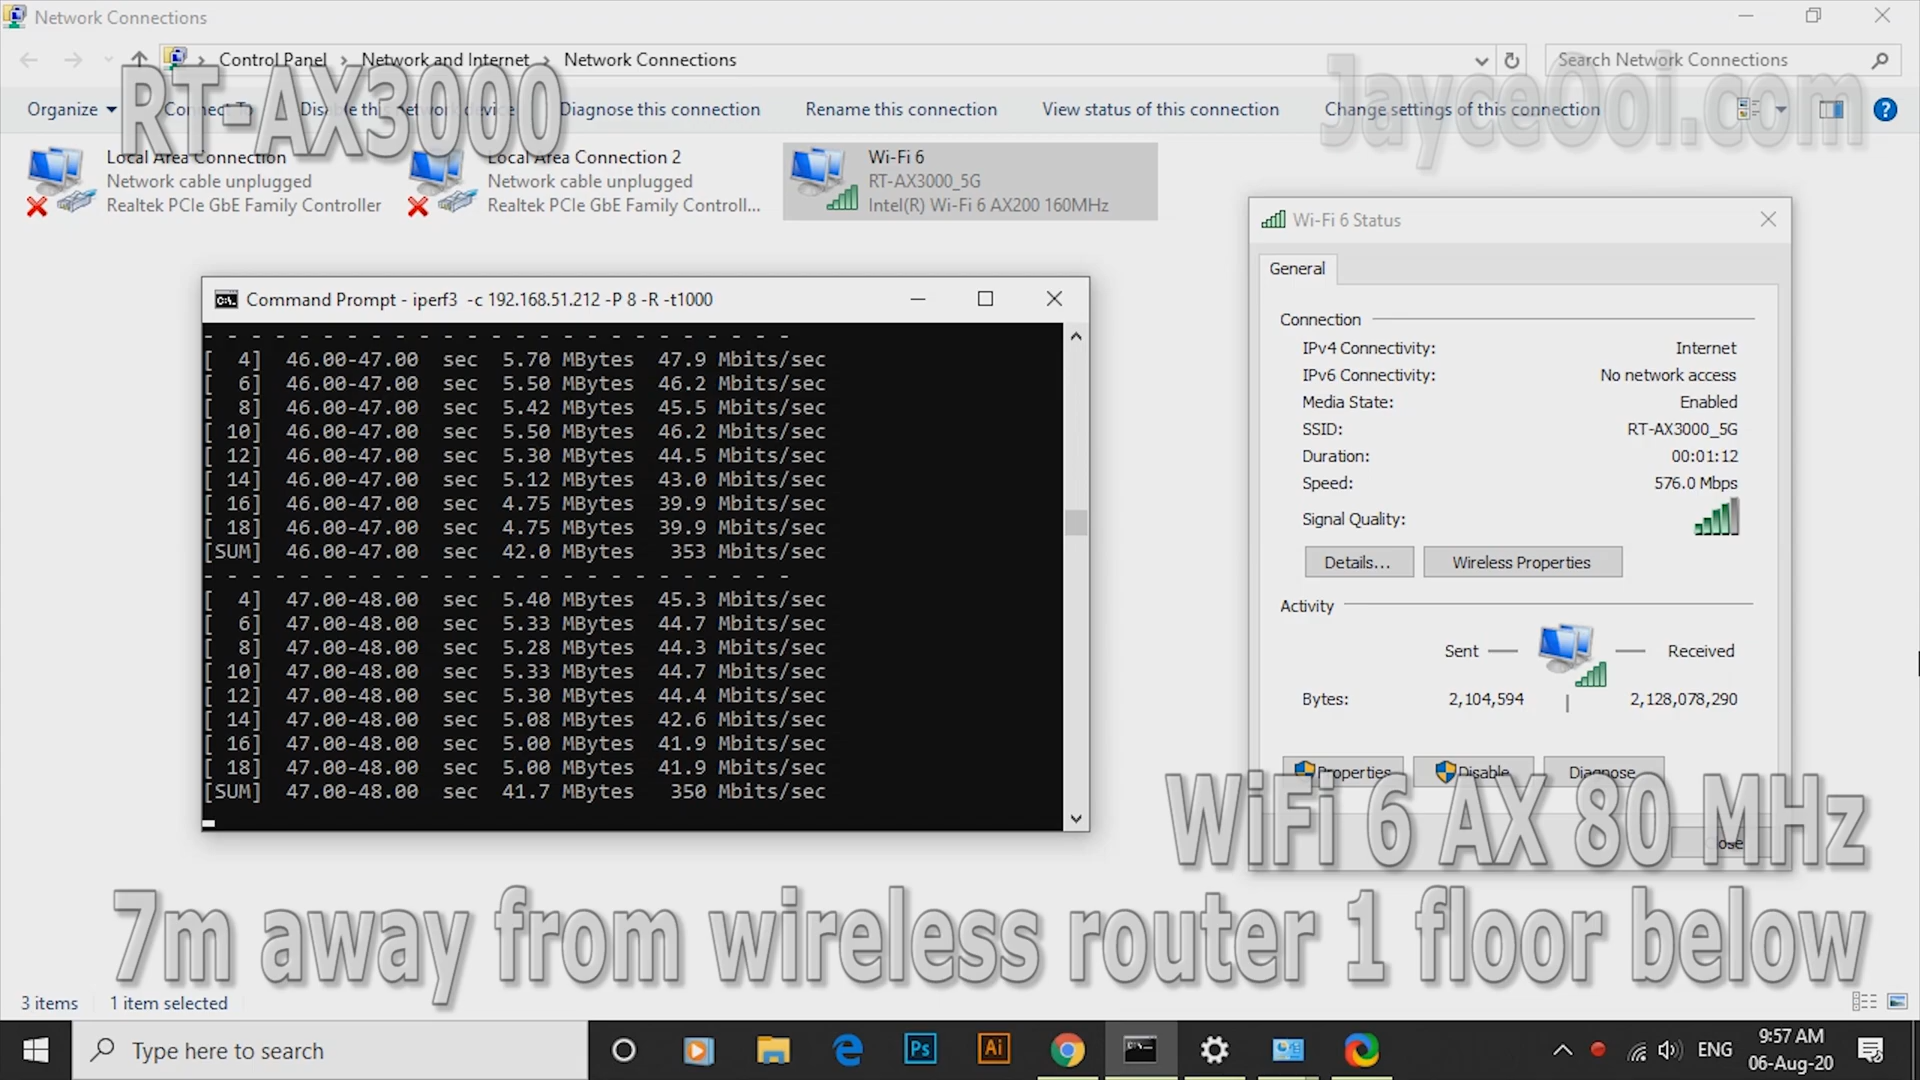 Network Connections
Control Panel > Network and Internet > Network Connections
Search Network Connections
RT-AX3000
JayceOoi.com
Organize
Connect To
Disable this network device
Diagnose this connection
Rename this connection
View status of this connection
Change settings of this connection
Local Area Connection
Network cable unplugged
Realtek PCIe GbE Family Controller
Local Area Connection 2
Network cable unplugged
Realtek PCIe GbE Family Controll...
Wi-Fi 6
RT-AX3000_5G
Intel(R) Wi-Fi 6 AX200 160MHz
Command Prompt - iperf3 -c 192.168.51.212 -P 8 -R -t1000
- - - - - - - - - - - - - - - - - - - - - - - - -
[ 4] 46.00-47.00 sec 5.70 MBytes 47.9 Mbits/sec
[ 6] 46.00-47.00 sec 5.50 MBytes 46.2 Mbits/sec
[ 8] 46.00-47.00 sec 5.42 MBytes 45.5 Mbits/sec
[ 10] 46.00-47.00 sec 5.50 MBytes 46.2 Mbits/sec
[ 12] 46.00-47.00 sec 5.30 MBytes 44.5 Mbits/sec
[ 14] 46.00-47.00 sec 5.12 MBytes 43.0 Mbits/sec
[ 16] 46.00-47.00 sec 4.75 MBytes 39.9 Mbits/sec
[ 18] 46.00-47.00 sec 4.75 MBytes 39.9 Mbits/sec
[SUM] 46.00-47.00 sec 42.0 MBytes 353 Mbits/sec
- - - - - - - - - - - - - - - - - - - - - - - - -
[ 4] 47.00-48.00 sec 5.40 MBytes 45.3 Mbits/sec
[ 6] 47.00-48.00 sec 5.33 MBytes 44.7 Mbits/sec
[ 8] 47.00-48.00 sec 5.28 MBytes 44.3 Mbits/sec
[ 10] 47.00-48.00 sec 5.33 MBytes 44.7 Mbits/sec
[ 12] 47.00-48.00 sec 5.30 MBytes 44.4 Mbits/sec
[ 14] 47.00-48.00 sec 5.08 MBytes 42.6 Mbits/sec
[ 16] 47.00-48.00 sec 5.00 MBytes 41.9 Mbits/sec
[ 18] 47.00-48.00 sec 5.00 MBytes 41.9 Mbits/sec
[SUM] 47.00-48.00 sec 41.7 MBytes 350 Mbits/sec
Wi-Fi 6 Status
General
Connection
IPv4 Connectivity: Internet
IPv6 Connectivity: No network access
Media State: Enabled
SSID: RT-AX3000_5G
Duration: 00:01:12
Speed: 576.0 Mbps
Signal Quality:
Details... Wireless Properties
Activity
Sent — — Received
Bytes: 2,104,594 | 2,128,078,290
Properties Disable Diagnose
Close
WiFi 6 AX 80 MHz
7m away from wireless router 1 floor below
3 items 1 item selected
Type here to search
Ps
Ai
ENG
9:57 AM
06-Aug-20